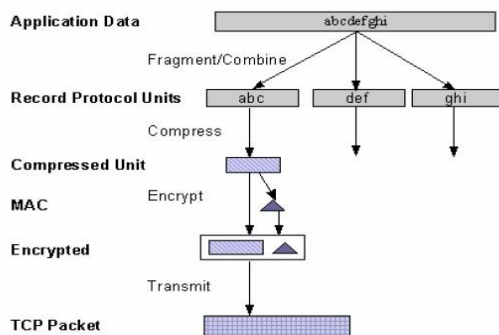 Application Data
abcdefghi
Fragment/Combine
Record Protocol Units
abc
def
ghi
Compress
Compressed Unit
Encrypt
MAC
Encrypted
Transmit
TCP Packet